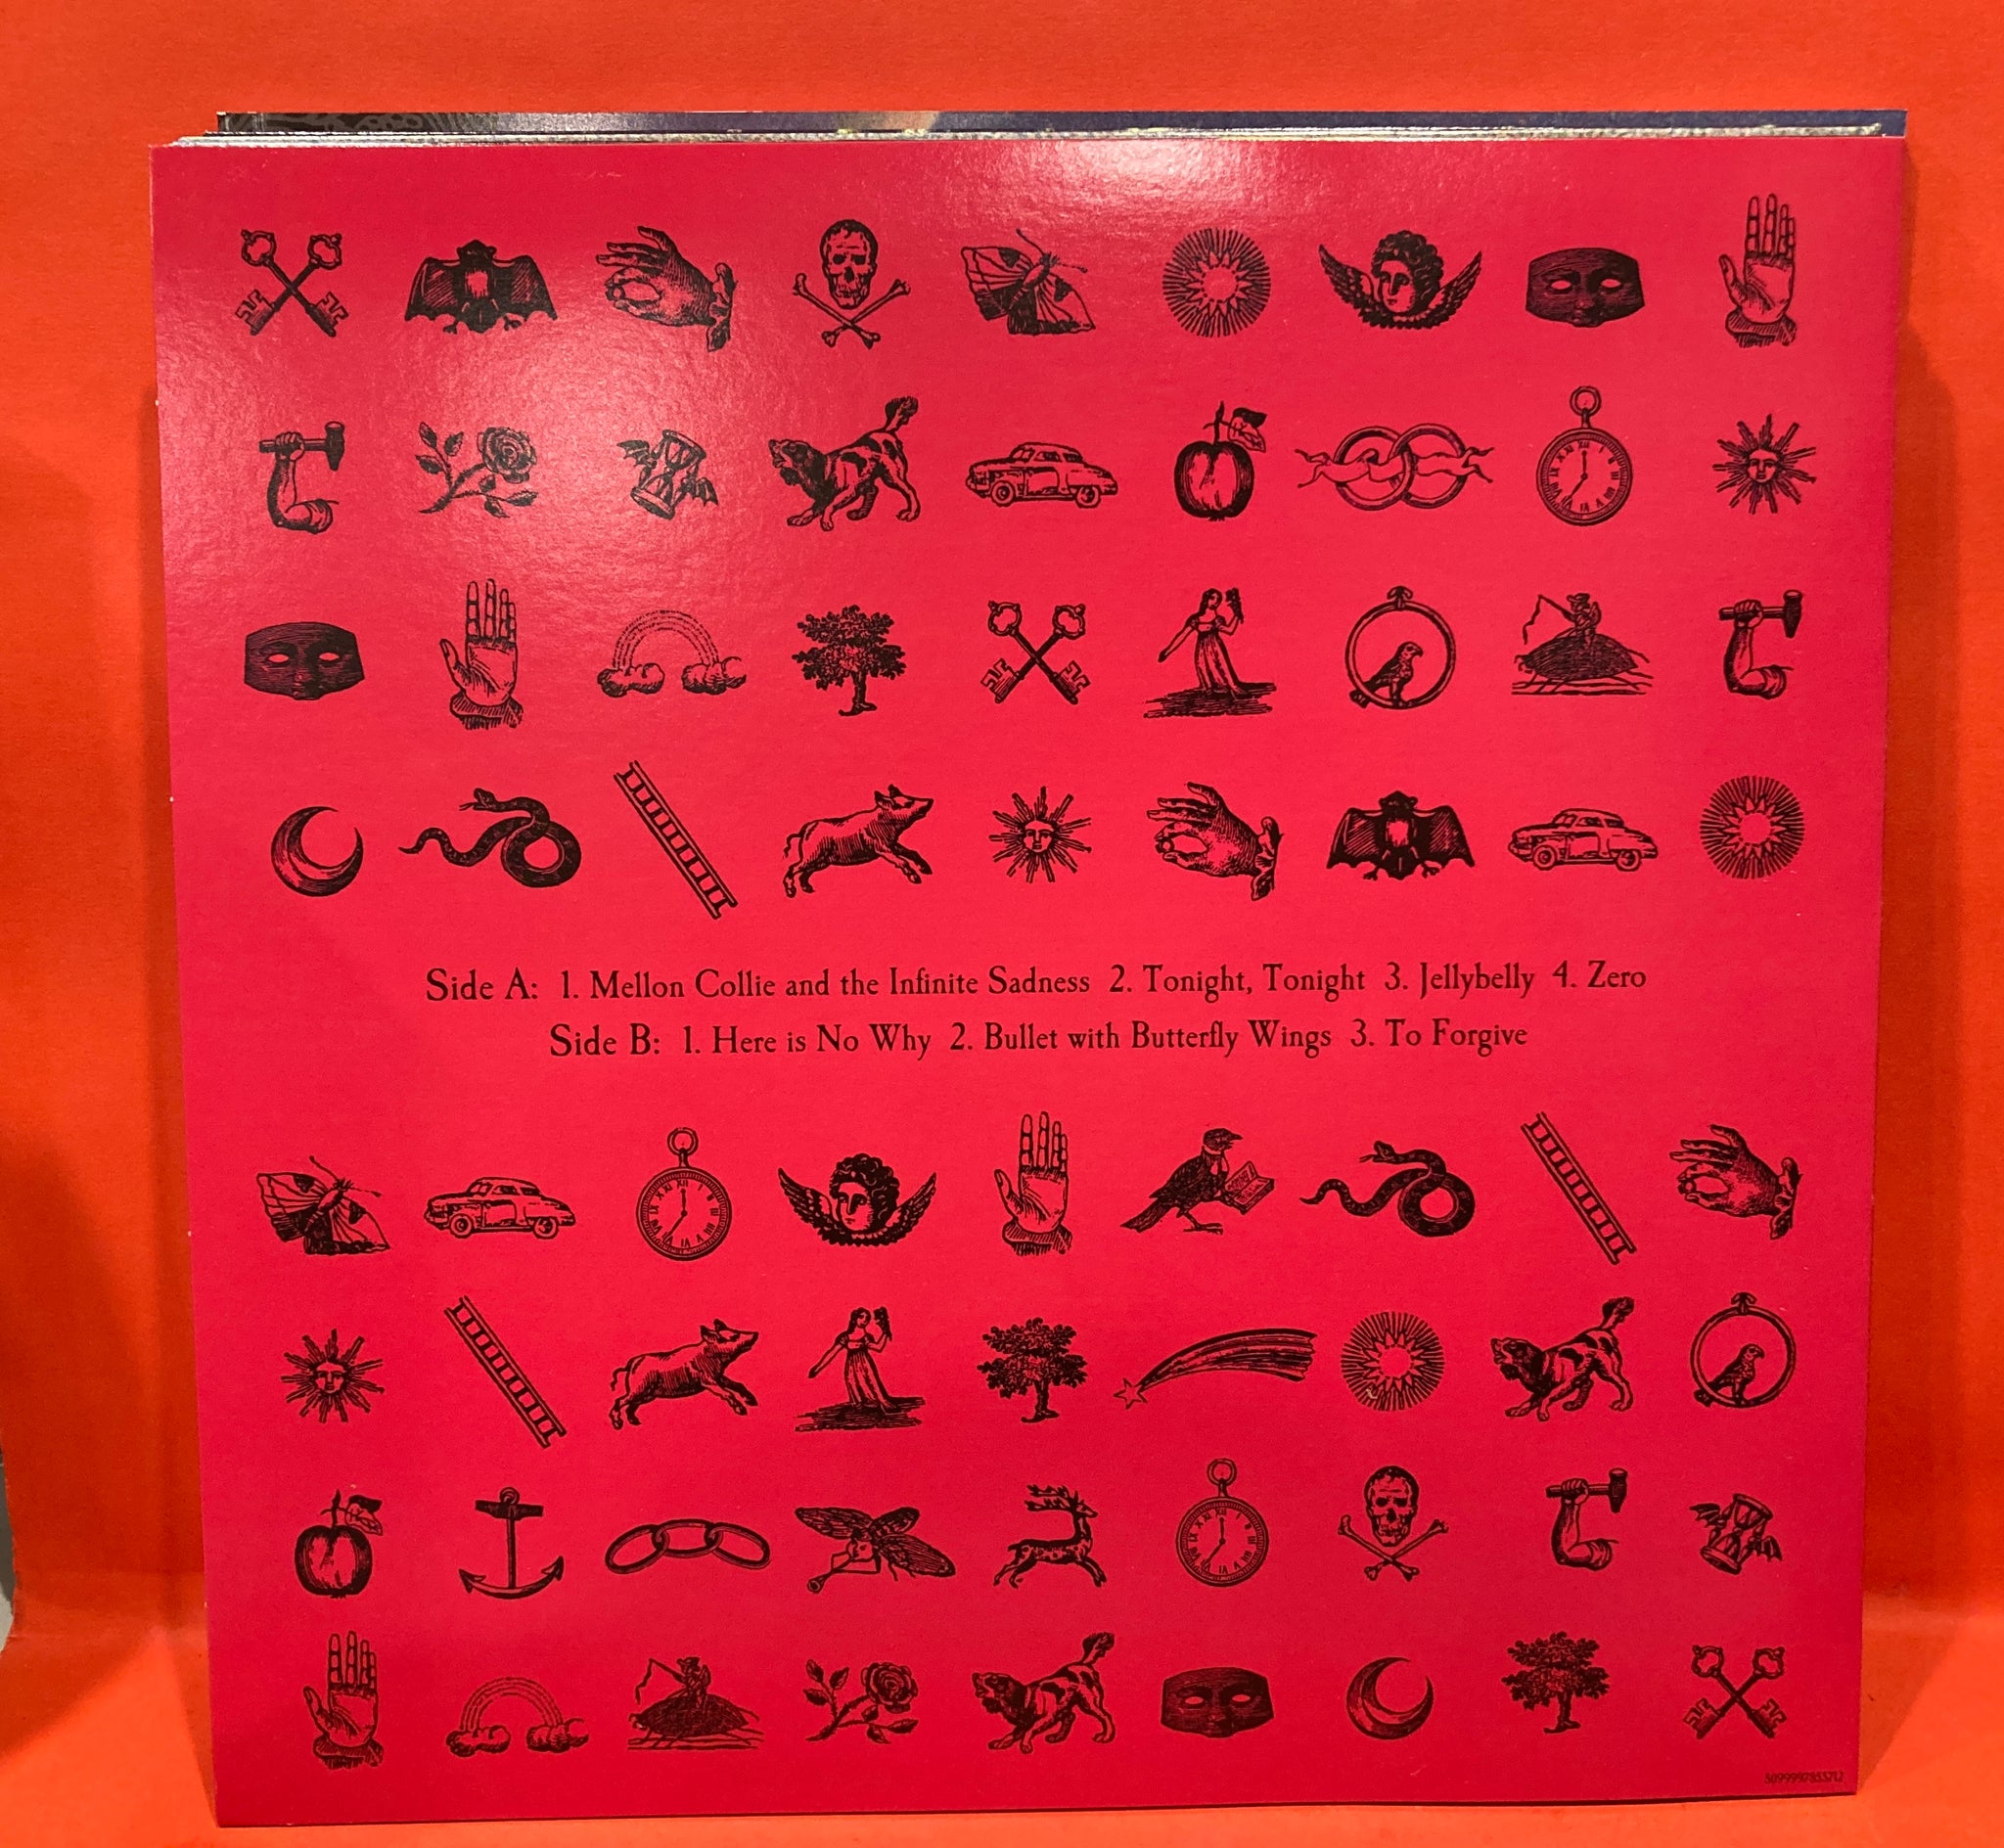 Side A: 1. Mellon Collie and the Infinite Sadness 2. Tonight, Tonight 3. Jellybelly 4. Zero
Side B: 1. Here is No Why 2. Bullet with Butterfly Wings 3. To Forgive